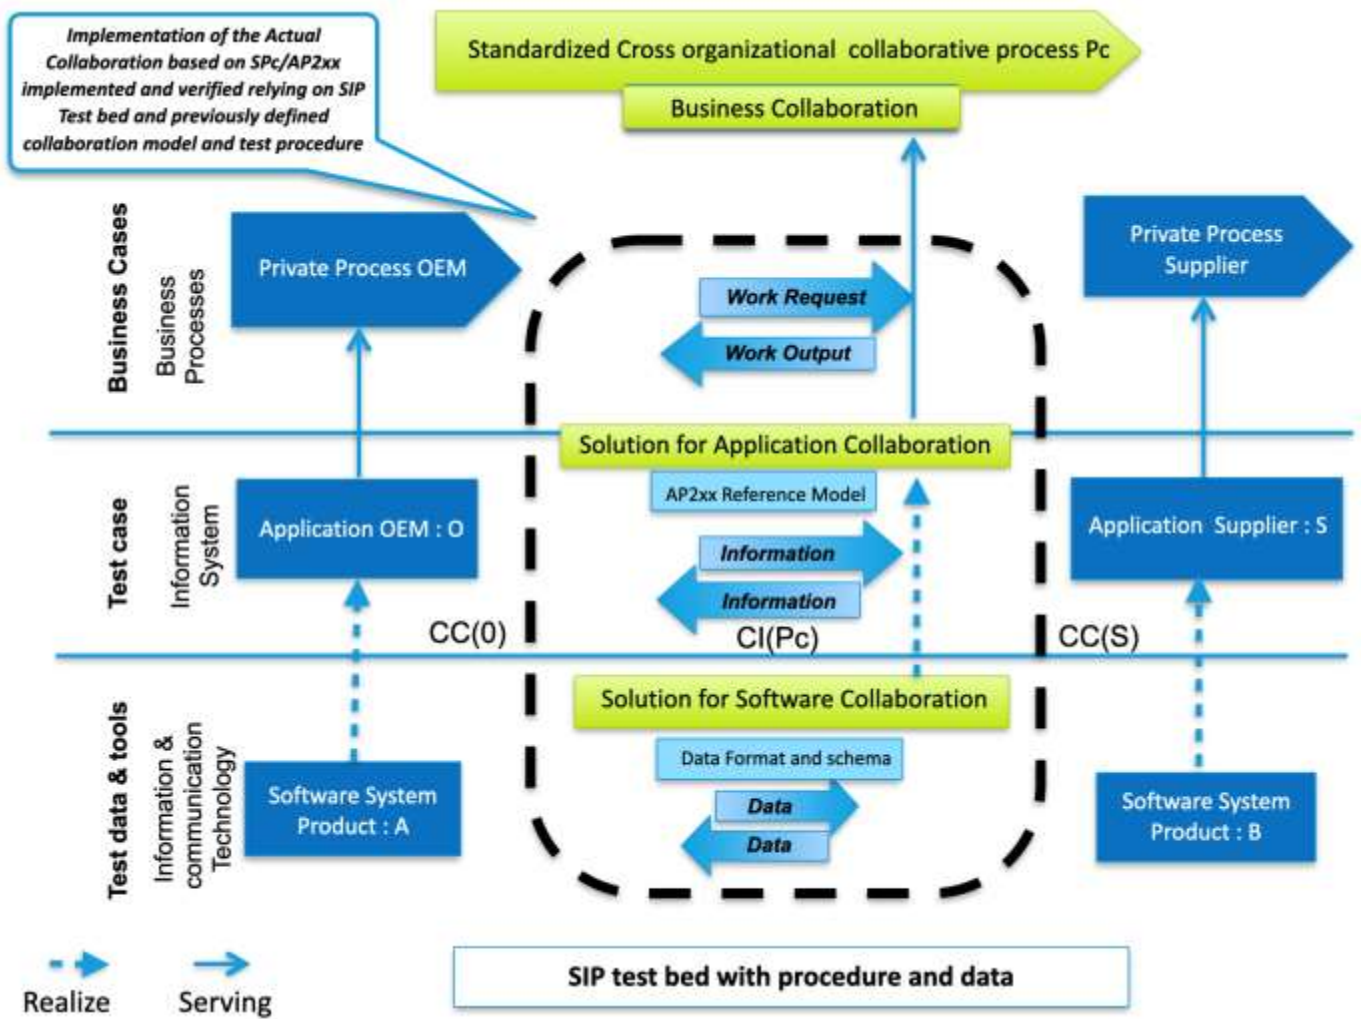 Implementation of the Actual
Collaboration based on SPc/AP2xx
implemented and verified relying on SIP
Test bed and previously defined
collaboration model and test procedure
Standardized Cross organizational collaborative process Pc
Business Collaboration
Business Cases
Business
Processes
Private Process OEM
Work Request
Work Output
Private Process
Supplier
Solution for Application Collaboration
AP2xx Reference Model
Test case
Information
System
Application OEM : O
Information
Information
Application Supplier : S
CC(0)
CI(Pc)
CC(S)
Solution for Software Collaboration
Data Format and schema
Test data & tools
Information &
communication
Technology
Software System
Product : A
Data
Data
Software System
Product : B
Realize
Serving
SIP test bed with procedure and data